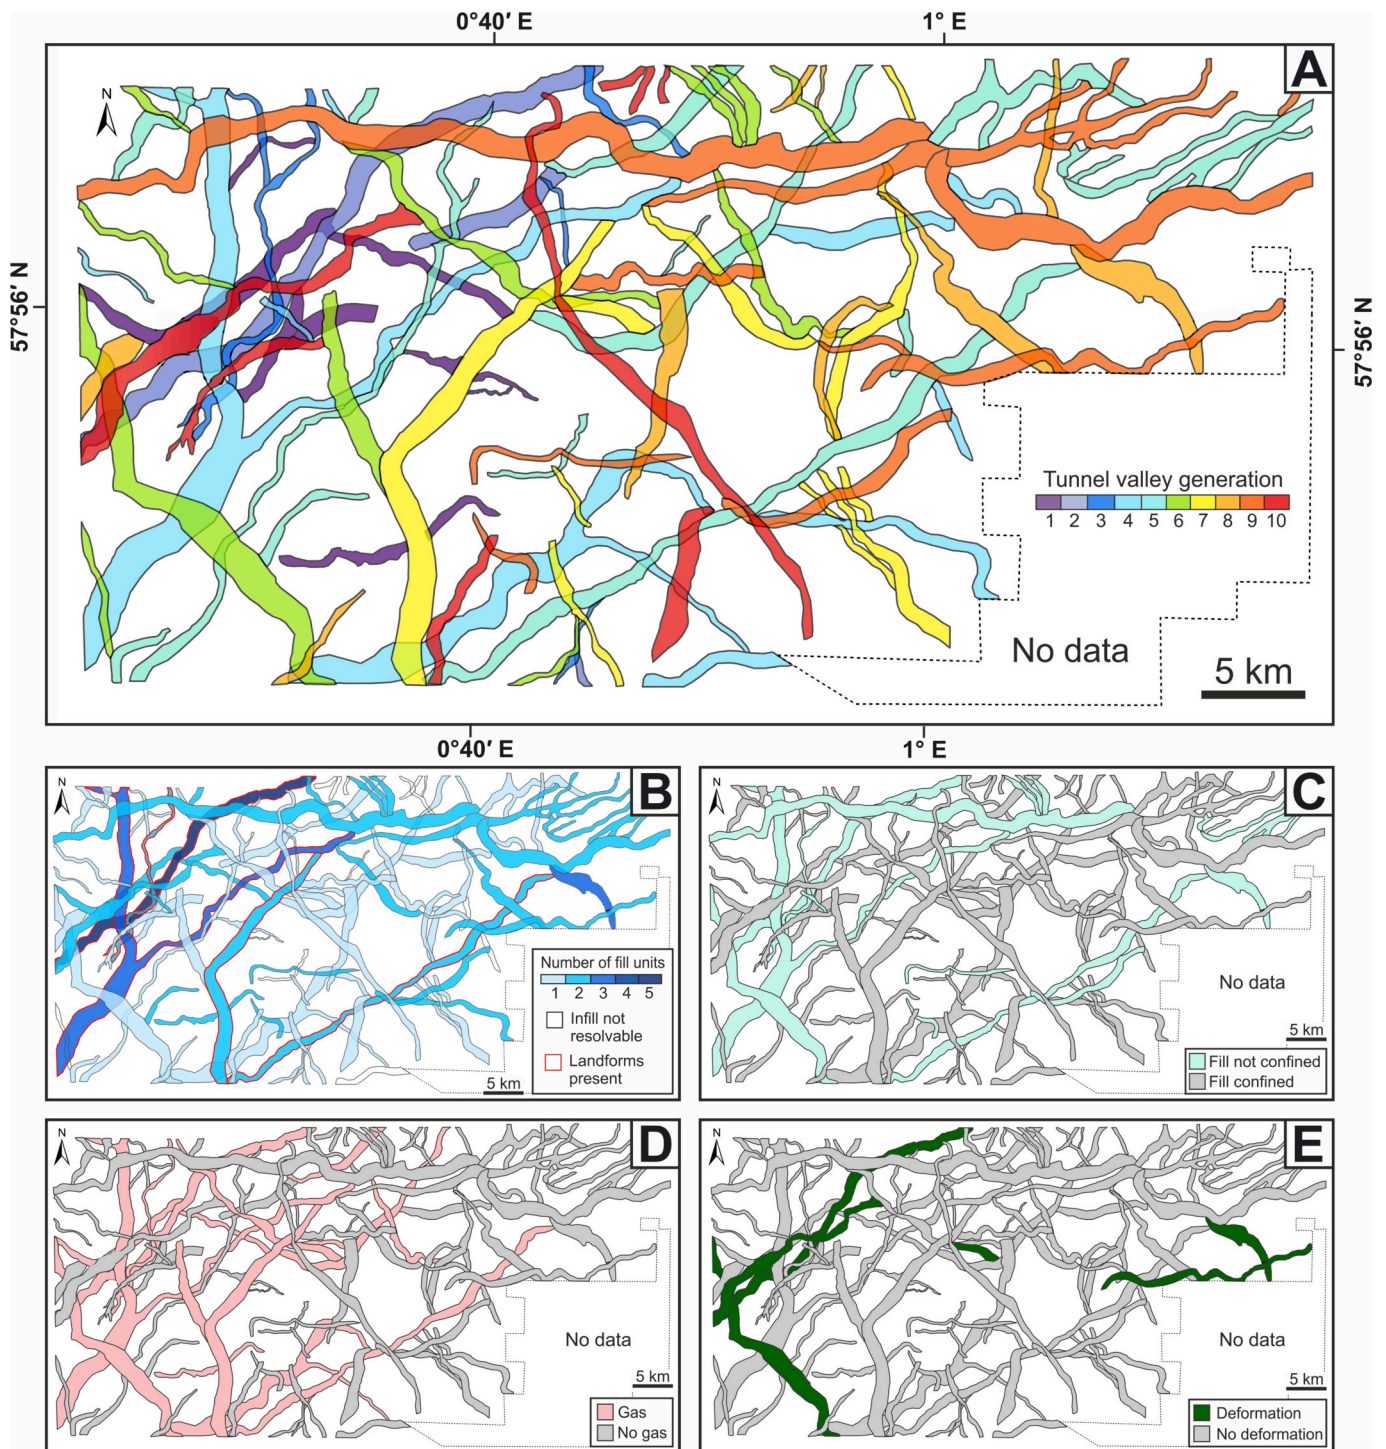 0°40′ E
1° E
A
N
57°56′ N
57°56′ N
Tunnel valley generation
1 2 3 4 5 6 7 8 9 10
No data
5 km
0°40′ E
1° E
N
B
Number of fill units
1 2 3 4 5
Infill not
resolvable
Landforms
present
5 km
N
C
No data
5 km
Fill not confined
Fill confined
N
D
No data
5 km
Gas
No gas
N
E
No data
5 km
Deformation
No deformation